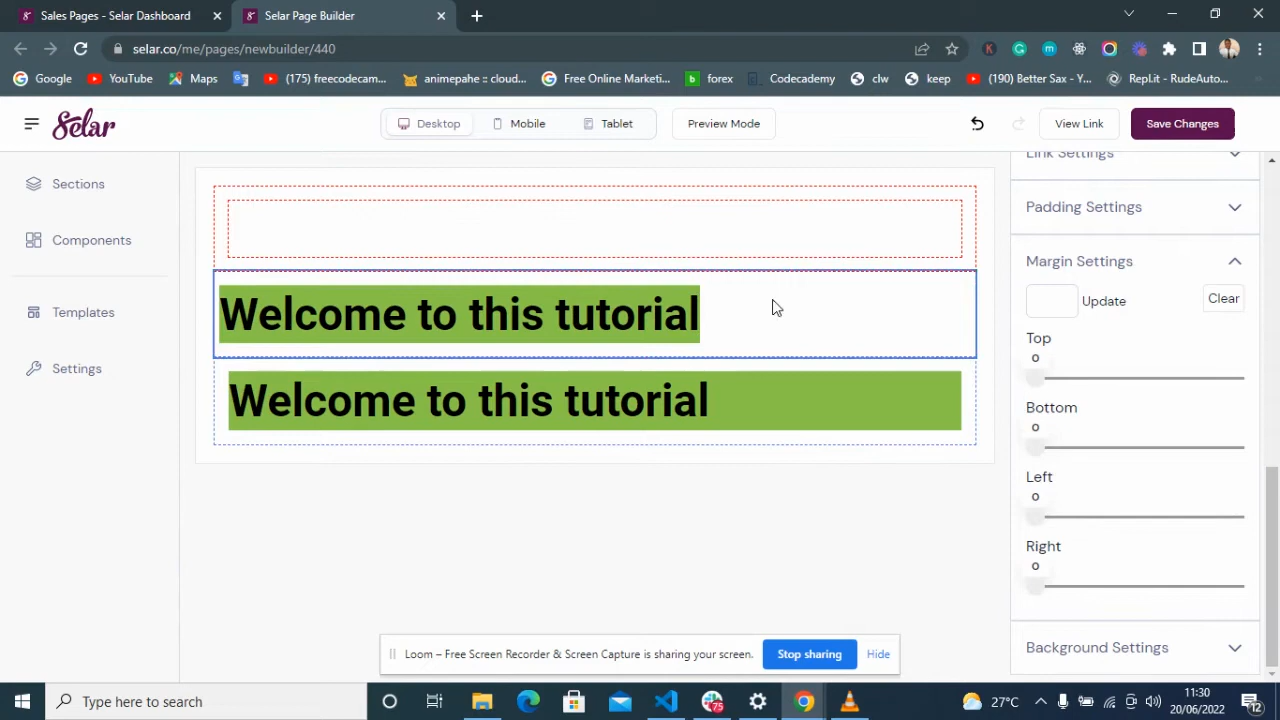 Sales Pages - Selar Dashboard
Selar Page Builder
selar.co/me/pages/newbuilder/440
Google
YouTube
Maps
(175) freecodecam...
animepahe :: cloud...
Free Online Marketi...
forex
Codecademy
clw
keep
(190) Better Sax - Y...
RepLit - RudeAuto...
Selar
Desktop
Mobile
Tablet
Preview Mode
View Link
Save Changes
Sections
Components
Templates
Settings
Welcome to this tutorial
Welcome to this tutorial
Link Settings
Padding Settings
Margin Settings
Update
Clear
Top
0
Bottom
0
Left
0
Right
0
Background Settings
Loom – Free Screen Recorder & Screen Capture is sharing your screen.
Stop sharing
Hide
Type here to search
75
27°C
11:30
20/06/2022
12